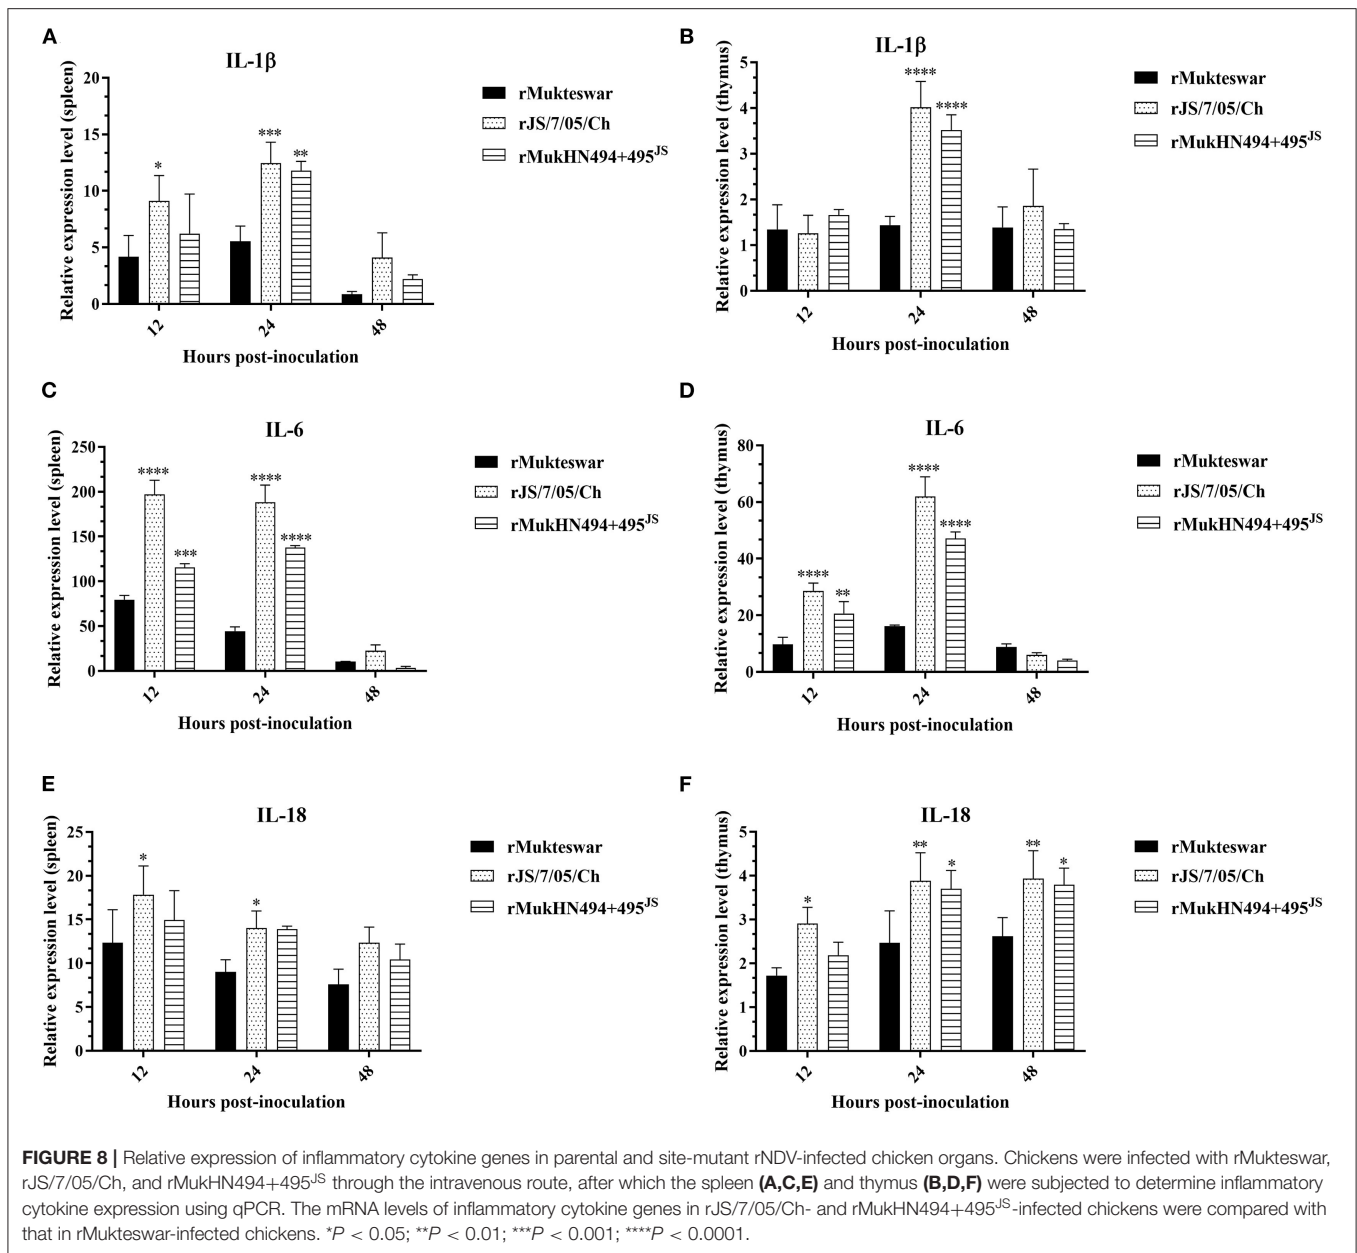 A
IL-1β
Relative expression level (spleen)
20
15
10
5
0
* *** **
12 24 48
Hours post-inoculation
rMukteswar
rJS/7/05/Ch
rMukHN494+495ᴶˢ
B
IL-1β
Relative expression level (thymus)
5
4
3
2
1
0
**** ****
12 24 48
Hours post-inoculation
rMukteswar
rJS/7/05/Ch
rMukHN494+495ᴶˢ
C
IL-6
Relative expression level (spleen)
250
200
150
100
50
0
**** *** **** ****
12 24 48
Hours post-inoculation
rMukteswar
rJS/7/05/Ch
rMukHN494+495ᴶˢ
D
IL-6
Relative expression level (thymus)
80
60
40
20
0
**** ** **** ****
12 24 48
Hours post-inoculation
rMukteswar
rJS/7/05/Ch
rMukHN494+495ᴶˢ
E
IL-18
Relative expression level (spleen)
25
20
15
10
5
0
* *
12 24 48
Hours post-inoculation
rMukteswar
rJS/7/05/Ch
rMukHN494+495ᴶˢ
F
IL-18
Relative expression level (thymus)
5
4
3
2
1
0
* ** * ** *
12 24 48
Hours post-inoculation
rMukteswar
rJS/7/05/Ch
rMukHN494+495ᴶˢ
FIGURE 8 | Relative expression of inflammatory cytokine genes in parental and site-mutant rNDV-infected chicken organs. Chickens were infected with rMukteswar,
rJS/7/05/Ch, and rMukHN494+495ᴶˢ through the intravenous route, after which the spleen (A,C,E) and thymus (B,D,F) were subjected to determine inflammatory
cytokine expression using qPCR. The mRNA levels of inflammatory cytokine genes in rJS/7/05/Ch- and rMukHN494+495ᴶˢ-infected chickens were compared with
that in rMukteswar-infected chickens. *P < 0.05; **P < 0.01; ***P < 0.001; ****P < 0.0001.